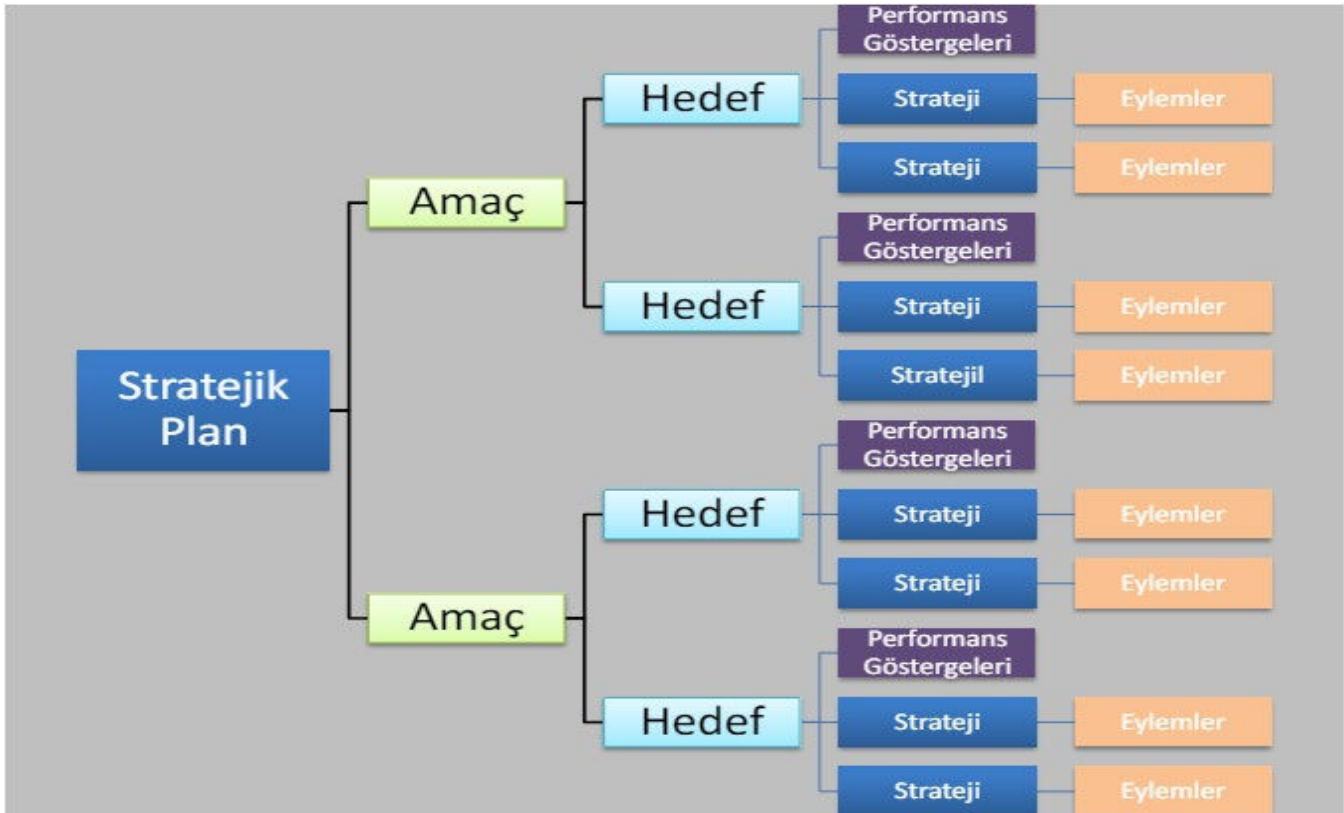 Performans
Göstergeleri
Hedef
Strateji
Eylemler
Strateji
Eylemler
Amaç
Performans
Göstergeleri
Hedef
Strateji
Eylemler
Stratejil
Eylemler
Stratejik
Plan
Performans
Göstergeleri
Hedef
Strateji
Eylemler
Strateji
Eylemler
Amaç
Performans
Göstergeleri
Hedef
Strateji
Eylemler
Strateji
Eylemler